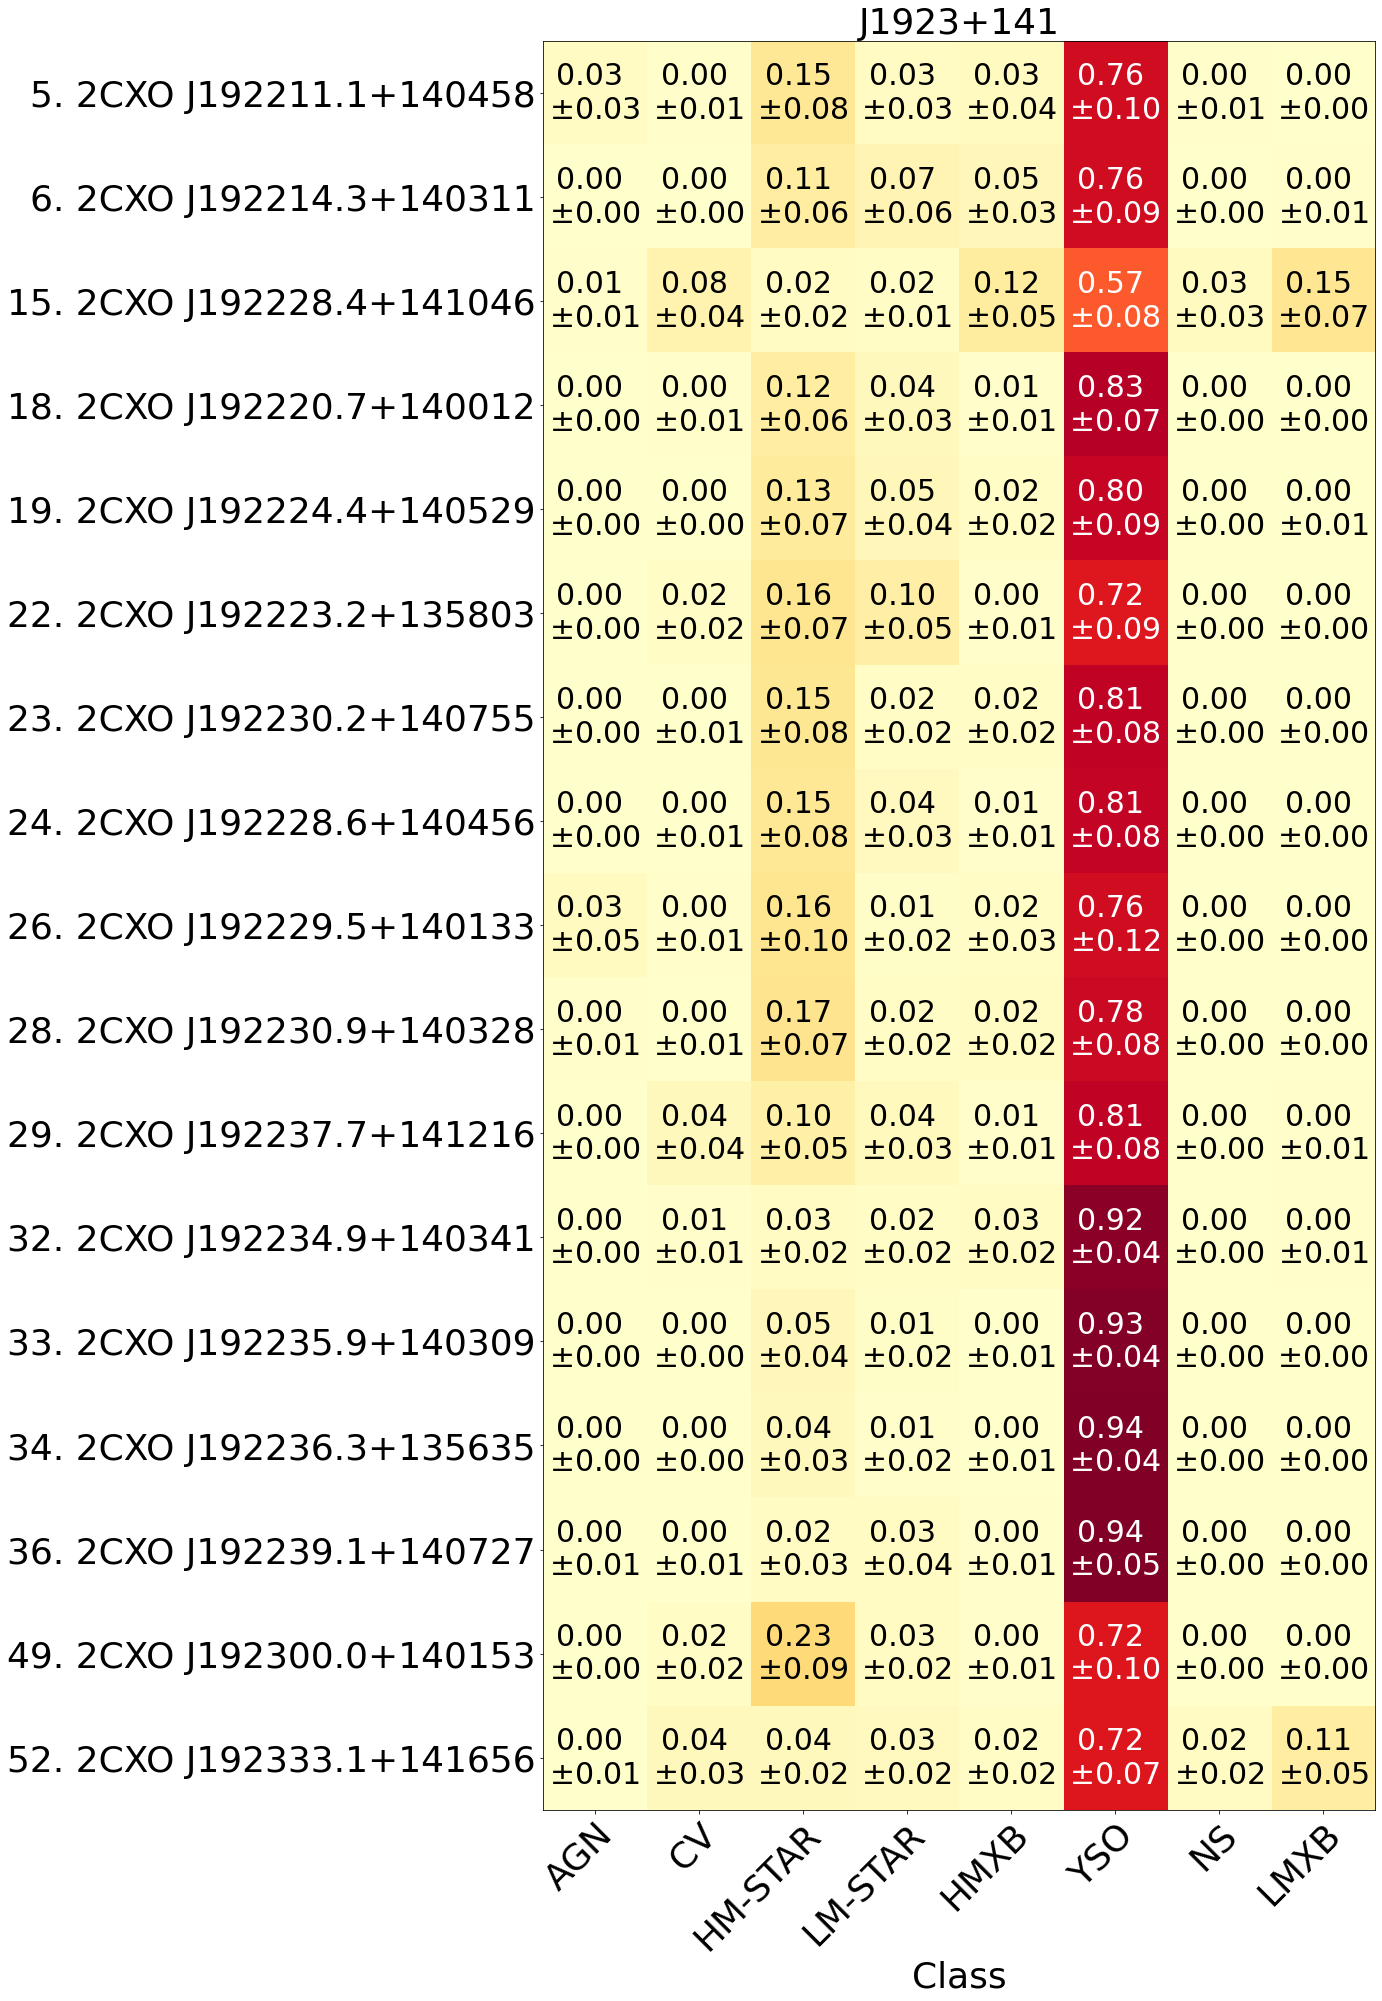 J1923+141
5. 2CXO J192211.1+140458 0.03 0.00 0.15 0.03 0.03 0.76 0.00 0.00
±0.03 ±0.01 ±0.08 ±0.03 ±0.04 ±0.10 ±0.01 ±0.00
6. 2CXO J192214.3+140311 0.00 0.00 0.11 0.07 0.05 0.76 0.00 0.00
±0.00 ±0.00 ±0.06 ±0.06 ±0.03 ±0.09 ±0.00 ±0.01
15. 2CXO J192228.4+141046 0.01 0.08 0.02 0.02 0.12 0.57 0.03 0.15
±0.01 ±0.04 ±0.02 ±0.01 ±0.05 ±0.08 ±0.03 ±0.07
18. 2CXO J192220.7+140012 0.00 0.00 0.12 0.04 0.01 0.83 0.00 0.00
±0.00 ±0.01 ±0.06 ±0.03 ±0.01 ±0.07 ±0.00 ±0.00
19. 2CXO J192224.4+140529 0.00 0.00 0.13 0.05 0.02 0.80 0.00 0.00
±0.00 ±0.00 ±0.07 ±0.04 ±0.02 ±0.09 ±0.00 ±0.01
22. 2CXO J192223.2+135803 0.00 0.02 0.16 0.10 0.00 0.72 0.00 0.00
±0.00 ±0.02 ±0.07 ±0.05 ±0.01 ±0.09 ±0.00 ±0.00
23. 2CXO J192230.2+140755 0.00 0.00 0.15 0.02 0.02 0.81 0.00 0.00
±0.00 ±0.01 ±0.08 ±0.02 ±0.02 ±0.08 ±0.00 ±0.00
24. 2CXO J192228.6+140456 0.00 0.00 0.15 0.04 0.01 0.81 0.00 0.00
±0.00 ±0.01 ±0.08 ±0.03 ±0.01 ±0.08 ±0.00 ±0.00
26. 2CXO J192229.5+140133 0.03 0.00 0.16 0.01 0.02 0.76 0.00 0.00
±0.05 ±0.01 ±0.10 ±0.02 ±0.03 ±0.12 ±0.00 ±0.00
28. 2CXO J192230.9+140328 0.00 0.00 0.17 0.02 0.02 0.78 0.00 0.00
±0.01 ±0.01 ±0.07 ±0.02 ±0.02 ±0.08 ±0.00 ±0.00
29. 2CXO J192237.7+141216 0.00 0.04 0.10 0.04 0.01 0.81 0.00 0.00
±0.00 ±0.04 ±0.05 ±0.03 ±0.01 ±0.08 ±0.00 ±0.01
32. 2CXO J192234.9+140341 0.00 0.01 0.03 0.02 0.03 0.92 0.00 0.00
±0.00 ±0.01 ±0.02 ±0.02 ±0.02 ±0.04 ±0.00 ±0.01
33. 2CXO J192235.9+140309 0.00 0.00 0.05 0.01 0.00 0.93 0.00 0.00
±0.00 ±0.00 ±0.04 ±0.02 ±0.01 ±0.04 ±0.00 ±0.00
34. 2CXO J192236.3+135635 0.00 0.00 0.04 0.01 0.00 0.94 0.00 0.00
±0.00 ±0.00 ±0.03 ±0.02 ±0.01 ±0.04 ±0.00 ±0.00
36. 2CXO J192239.1+140727 0.00 0.00 0.02 0.03 0.00 0.94 0.00 0.00
±0.01 ±0.01 ±0.03 ±0.04 ±0.01 ±0.05 ±0.00 ±0.00
49. 2CXO J192300.0+140153 0.00 0.02 0.23 0.03 0.00 0.72 0.00 0.00
±0.00 ±0.02 ±0.09 ±0.02 ±0.01 ±0.10 ±0.00 ±0.00
52. 2CXO J192333.1+141656 0.00 0.04 0.04 0.03 0.02 0.72 0.02 0.11
±0.01 ±0.03 ±0.02 ±0.02 ±0.02 ±0.07 ±0.02 ±0.05
AGN CV HM-STAR LM-STAR HMXB YSO NS LMXB
Class